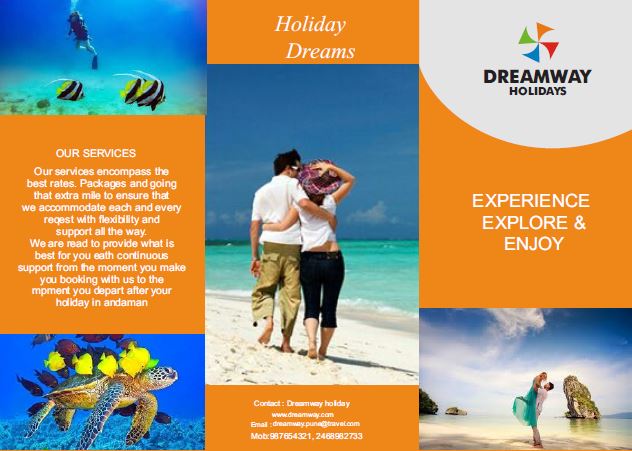 OUR SERVICES
Our services encompass the
best rates. Packages and going
that extra mile to ensure that
we accommodate each and every
reqest with flexibility and
support all the way.
We are read to provide what is
best for you eath continuous
support from the moment you make
you booking with us to the
mpment you depart after your
holiday in andaman
Holiday
Dreams
Contact : Dreamway holiday
www.dreamway.com
Email : dreamway.pune@travel.com
Mob:987654321, 2468982733
DREAMWAY
HOLIDAYS
EXPERIENCE
EXPLORE &
ENJOY